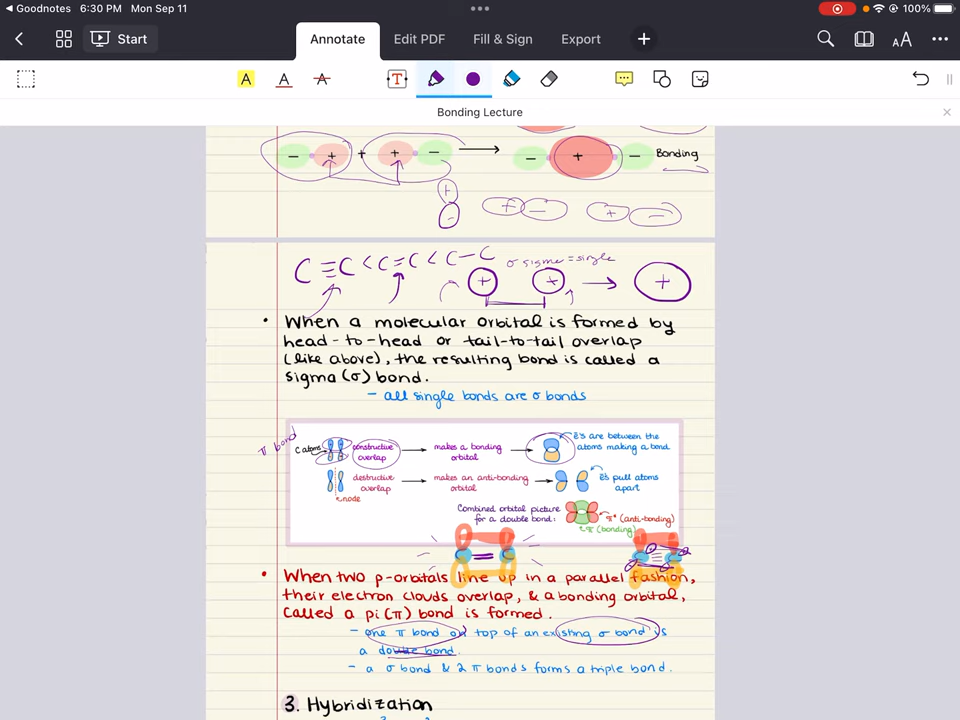 Goodnotes 6:30 PM Mon Sep 11 100%
Start Annotate Edit PDF Fill & Sign Export
A A A T AA
Bonding Lecture
− + + + − → − + − Bonding
+ − + − + −
C≡C < C=C < C−C σ sigma = single
+ + → +
• When a molecular orbital is formed by
head-to-head or tail-to-tail overlap
(like above), the resulting bond is called a
sigma (σ) bond.
- all single bonds are σ bonds
π bond
C atoms constructive overlap → makes a bonding orbital → ē's are between the atoms making a bond
destructive overlap → makes an anti-bonding orbital → ē's pull atoms apart
node
Combined orbital picture for a double bond: π* (anti-bonding)
π (bonding)
• When two p-orbitals line up in a parallel fashion,
their electron clouds overlap, & a bonding orbital,
called a pi (π) bond is formed.
- one π bond on top of an existing σ bond is
a double bond.
- a σ bond & 2 π bonds forms a triple bond.
3. Hybridization